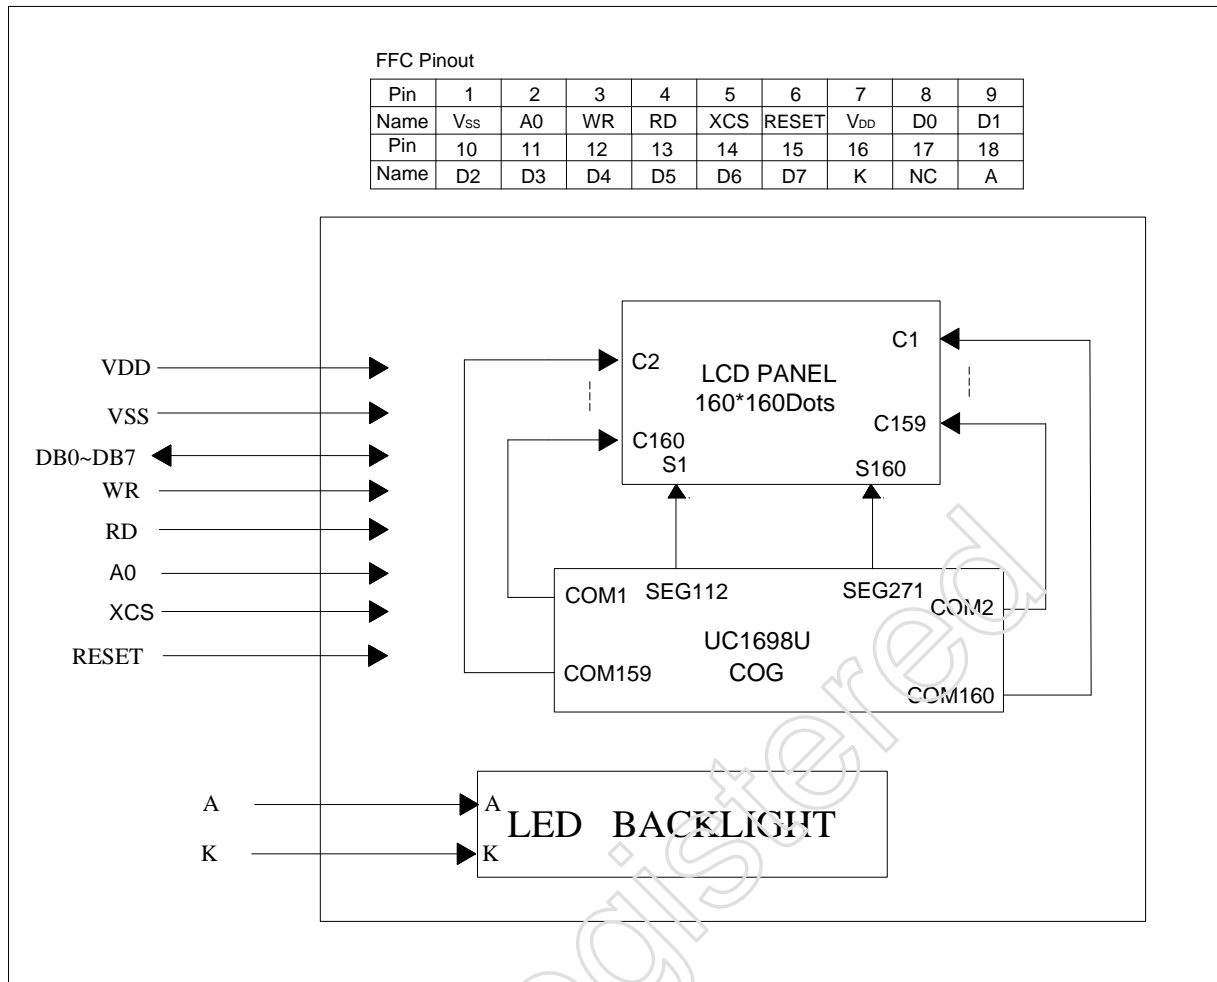 FFC Pinout
Pin 1 2 3 4 5 6 7 8 9
Name VSS A0 WR RD XCS RESET VDD D0 D1
Pin 10 11 12 13 14 15 16 17 18
Name D2 D3 D4 D5 D6 D7 K NC A
VDD
VSS
DB0~DB7
WR
RD
A0
XCS
RESET
C2
C1
LCD PANEL
160*160Dots
C160
C159
S1
S160
COM1
SEG112
SEG271
COM2
UC1698U
COG
COM159
COM160
A
K
A
K
LED BACKLIGHT
gistered